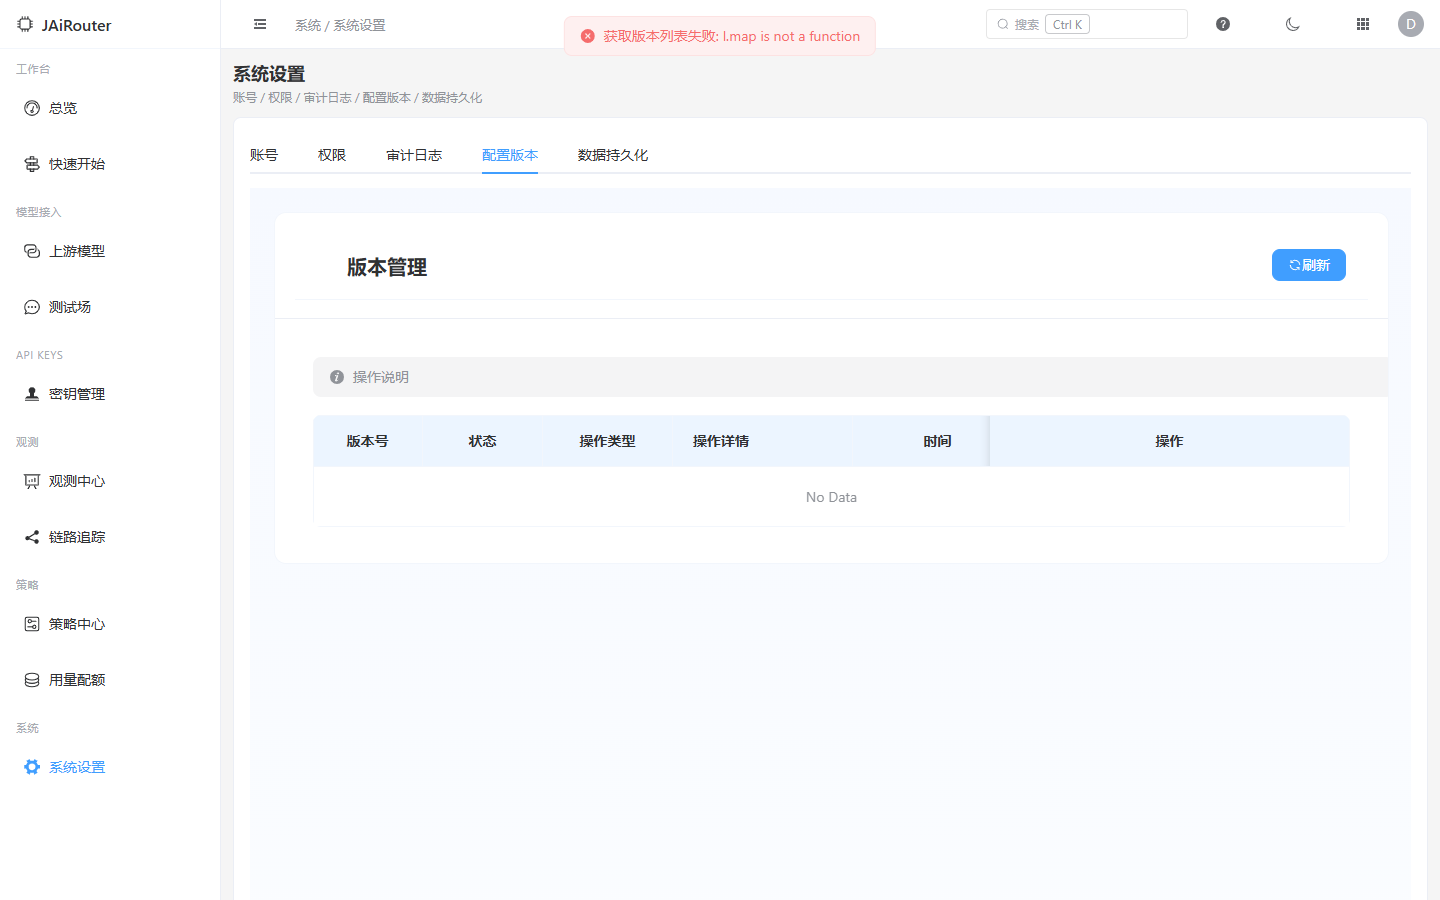 JAiRouter
系统 / 系统设置
获取版本列表失败: l.map is not a function
搜索 Ctrl K
D
工作台
总览
快速开始
模型接入
上游模型
测试场
API KEYS
密钥管理
观测
观测中心
链路追踪
策略
策略中心
用量配额
系统
系统设置
系统设置
账号 / 权限 / 审计日志 / 配置版本 / 数据持久化
账号 权限 审计日志 配置版本 数据持久化
版本管理
刷新
操作说明
版本号 状态 操作类型 操作详情 时间 操作
No Data